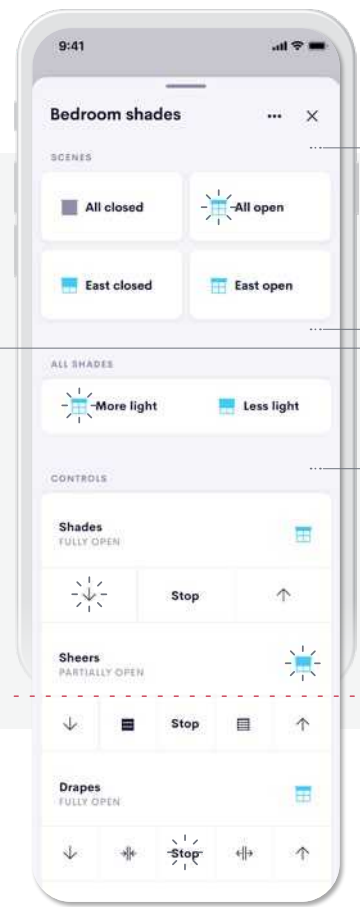 9:41
Bedroom shades
SCENES
All closed
All open
East closed
East open
ALL SHADES
More light
Less light
CONTROLS
Shades
FULLY OPEN
Stop
Sheers
PARTIALLY OPEN
Stop
Drapes
FULLY OPEN
Stop